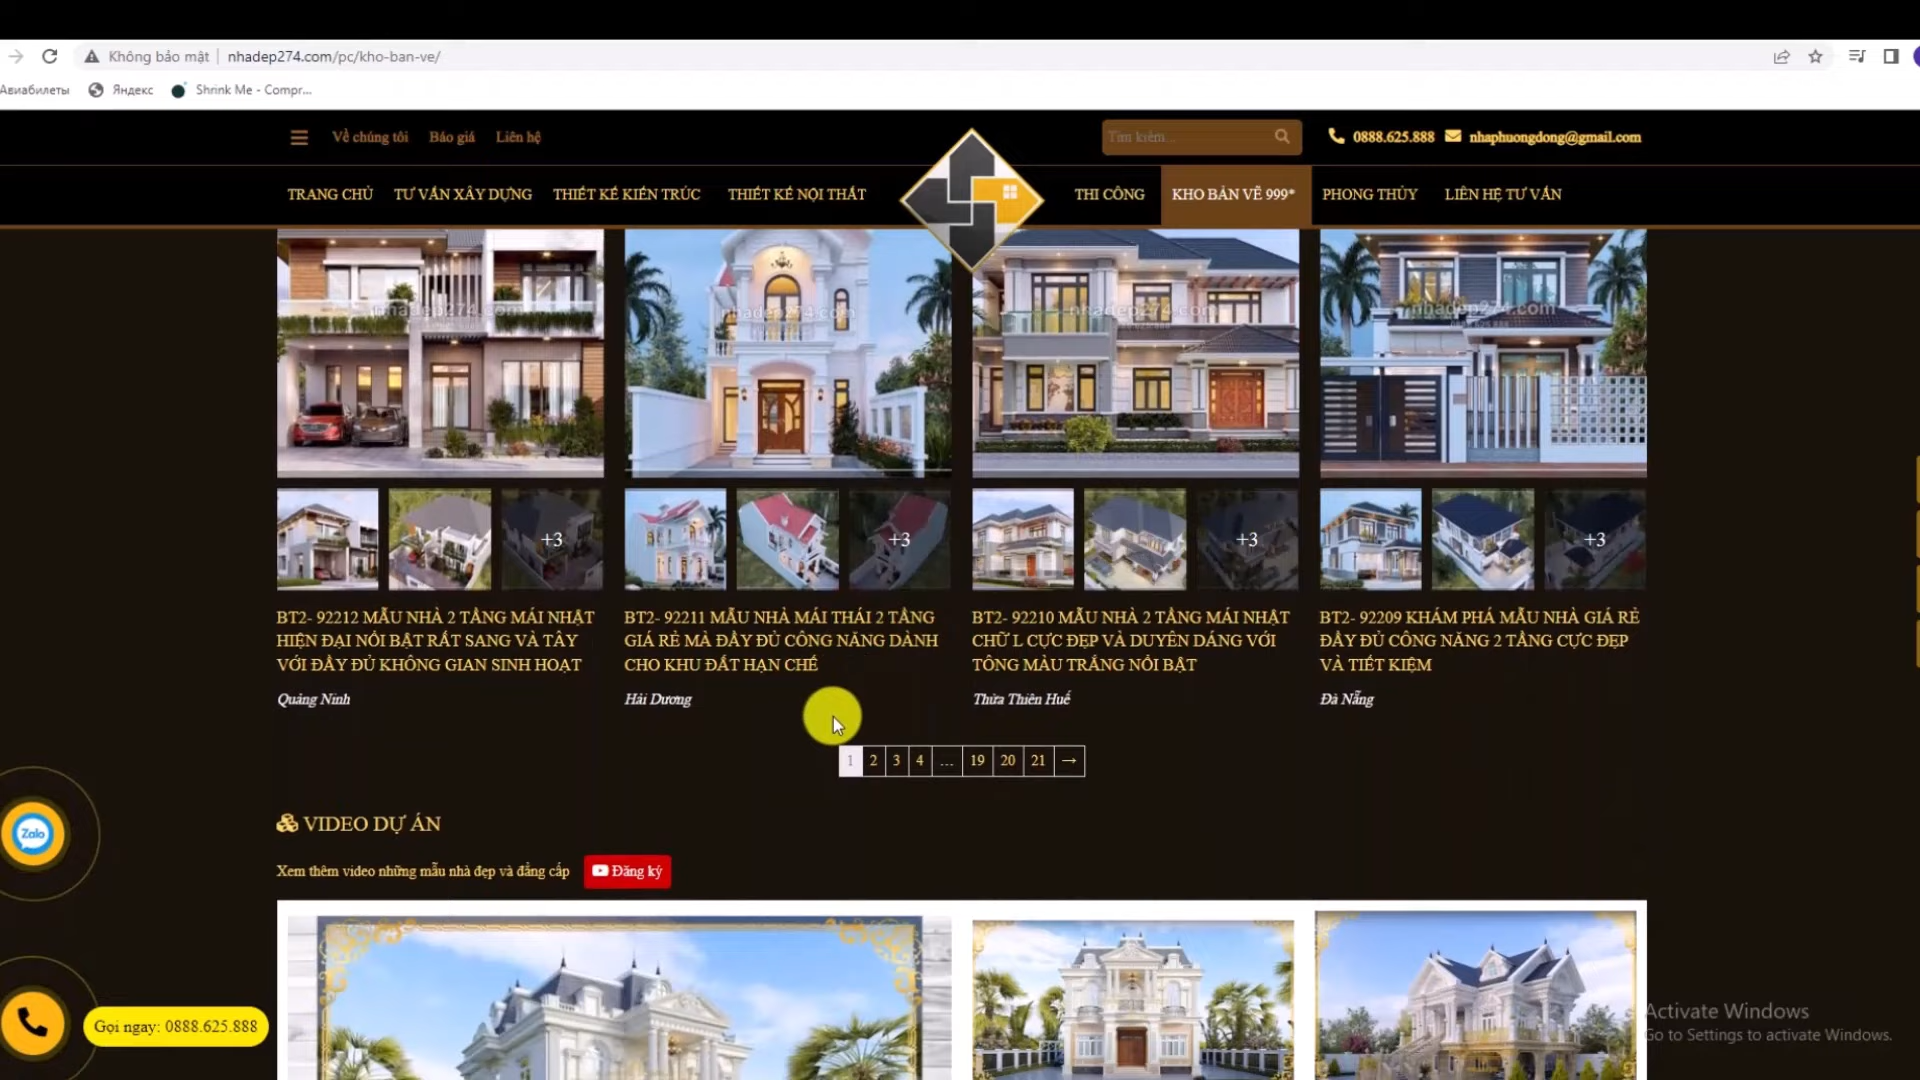 Không bảo mật | nhadep274.com/pc/kho-ban-ve/
Авиабилеты Яндекс Shrink Me - Compr...
Về chúng tôi Báo giá Liên hệ
Tìm kiếm...
0888.625.888 nhaphuongdong@gmail.com
TRANG CHỦ TƯ VẤN XÂY DỰNG THIẾT KẾ KIẾN TRÚC THIẾT KẾ NỘI THẤT THI CÔNG KHO BẢN VẼ 999+ PHONG THỦY LIÊN HỆ TƯ VẤN
nhadep274.com nhadep274.com nhadep274.com nhadep274.com
+3 +3 +3 +3
BT2- 92212 MẪU NHÀ 2 TẦNG MÁI NHẬT
HIỆN ĐẠI NỔI BẬT RẤT SANG VÀ TÂY
VỚI ĐẦY ĐỦ KHÔNG GIAN SINH HOẠT
Quảng Ninh
BT2- 92211 MẪU NHÀ MÁI THÁI 2 TẦNG
GIÁ RẺ MÀ ĐẦY ĐỦ CÔNG NĂNG DÀNH
CHO KHU ĐẤT HẠN CHẾ
Hải Dương
BT2- 92210 MẪU NHÀ 2 TẦNG MÁI NHẬT
CHỮ L CỰC ĐẸP VÀ DUYÊN DÁNG VỚI
TÔNG MÀU TRẮNG NỔI BẬT
Thừa Thiên Huế
BT2- 92209 KHÁM PHÁ MẪU NHÀ GIÁ RẺ
ĐẦY ĐỦ CÔNG NĂNG 2 TẦNG CỰC ĐẸP
VÀ TIẾT KIỆM
Đà Nẵng
1 2 3 4 ... 19 20 21 →
VIDEO DỰ ÁN
Xem thêm video những mẫu nhà đẹp và đẳng cấp Đăng ký
Zalo
Gọi ngay: 0888.625.888
Activate Windows
Go to Settings to activate Windows.